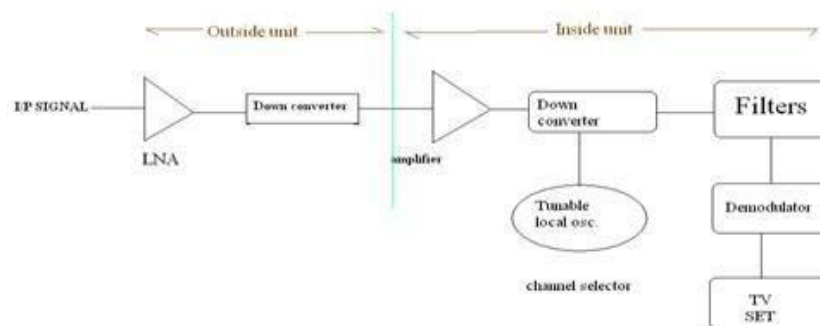 Outside unit
Inside unit
I/P SIGNAL
LNA
Down converter
amplifier
Down
converter
Filters
Tunable
local osc.
Demodulator
channel selector
TV
SET